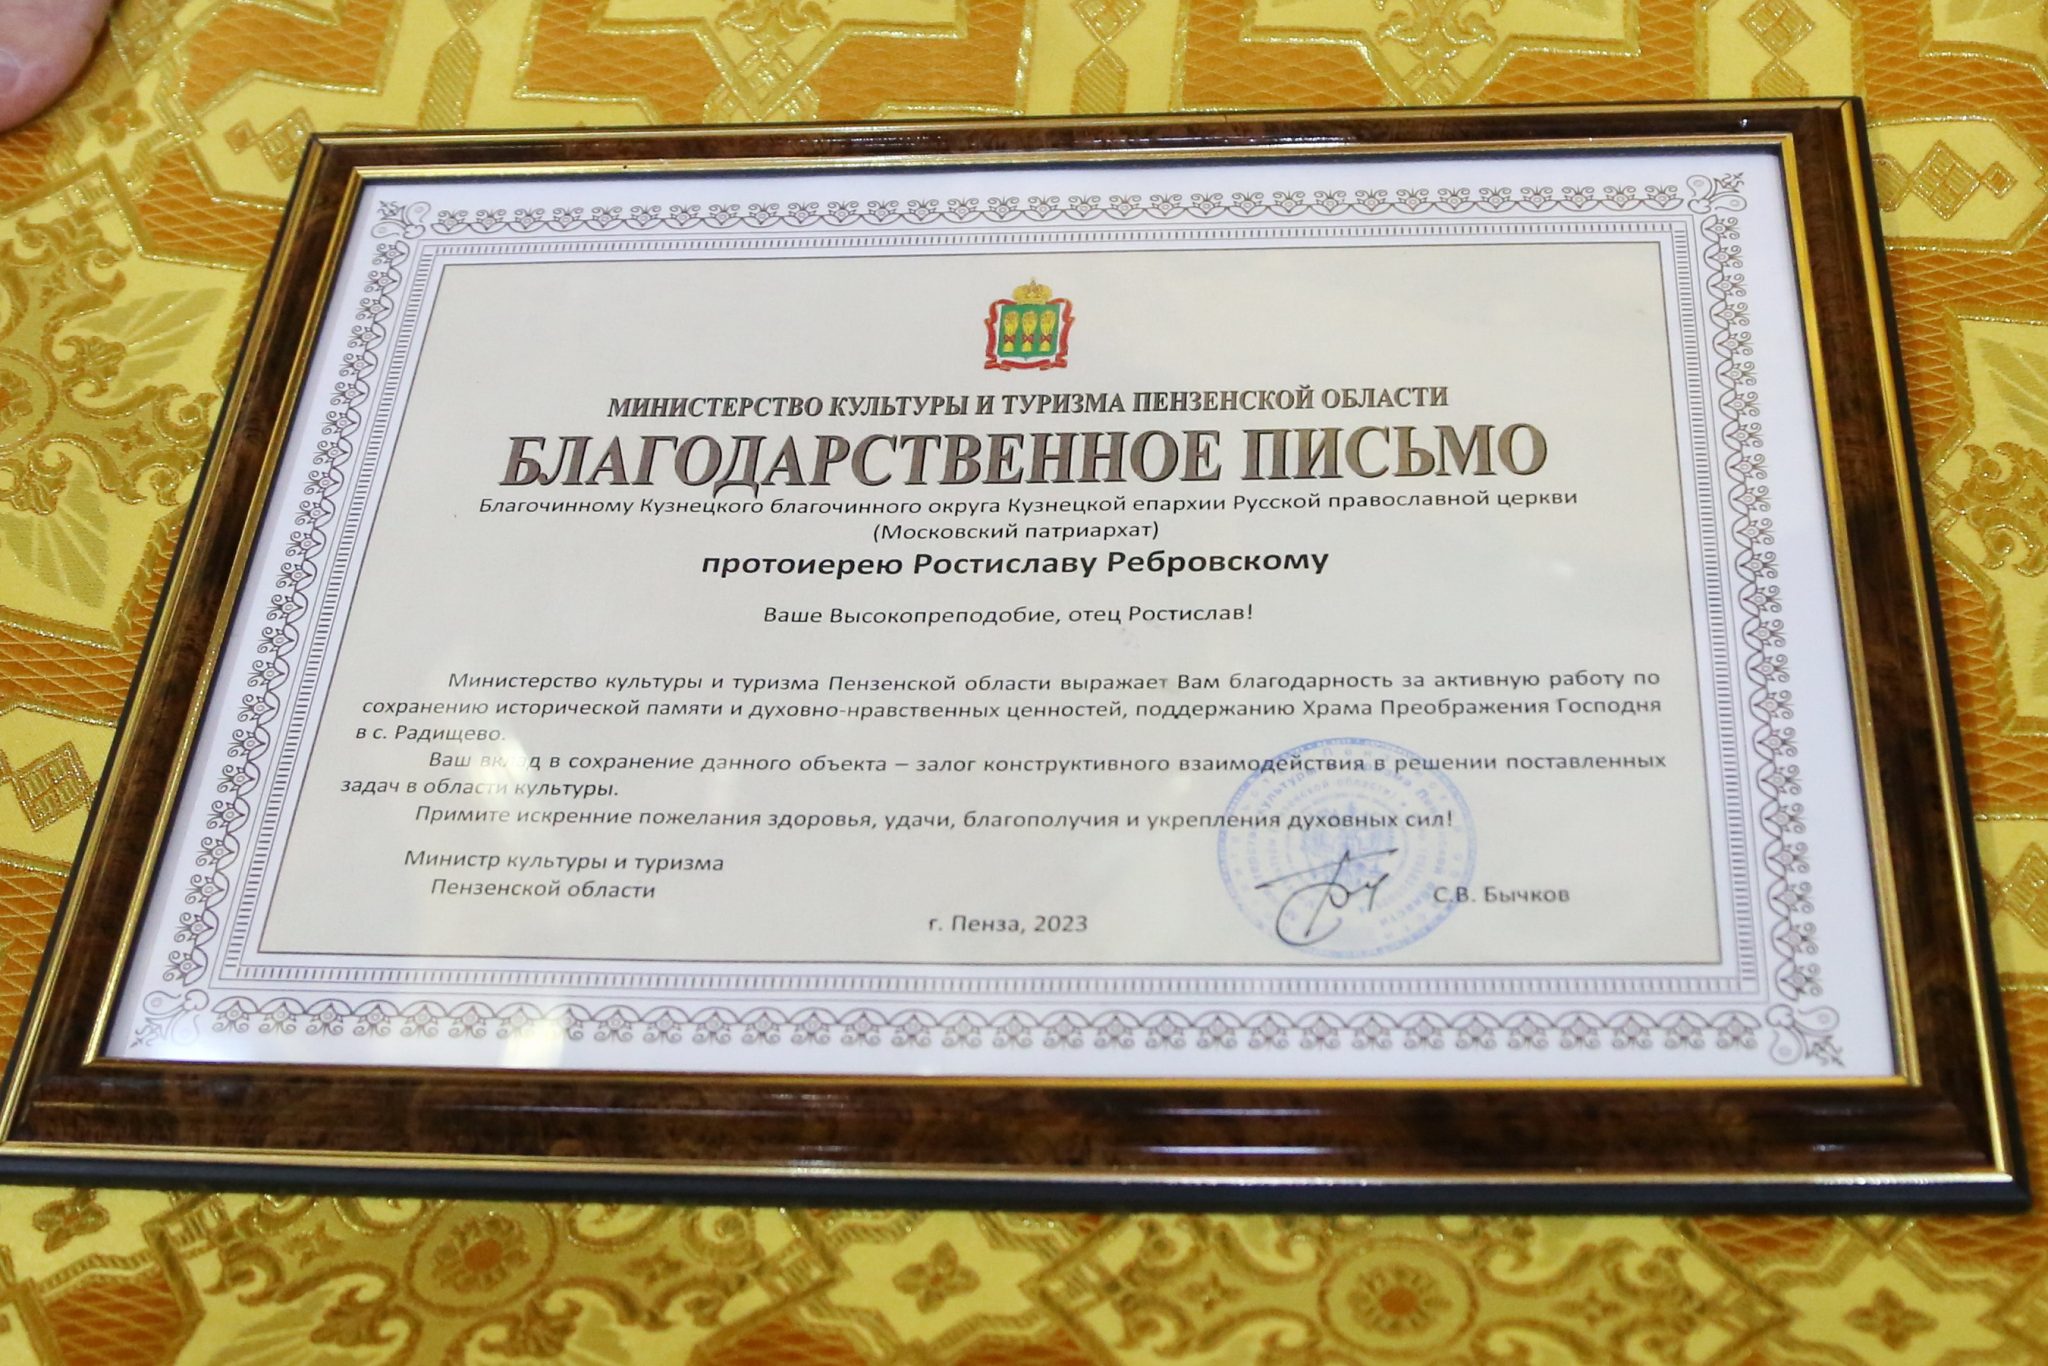 МИНИСТЕРСТВО КУЛЬТУРЫ И ТУРИЗМА ПЕНЗЕНСКОЙ ОБЛАСТИ
БЛАГОДАРСТВЕННОЕ ПИСЬМО
Благочинному Кузнецкого благочинного округа Кузнецкой епархии Русской православной церкви
(Московский патриархат)
протоиерею Ростиславу Ребровскому
Ваше Высокопреподобие, отец Ростислав!
Министерство культуры и туризма Пензенской области выражает Вам благодарность за активную работу по
сохранению исторической памяти и духовно-нравственных ценностей, поддержанию Храма Преображения Господня
в с. Радищево.
Ваш вклад в сохранение данного объекта – залог конструктивного взаимодействия в решении поставленных
задач в области культуры.
Примите искренние пожелания здоровья, удачи, благополучия и укрепления духовных сил!
Министр культуры и туризма
Пензенской области
С.В. Бычков
г. Пенза, 2023